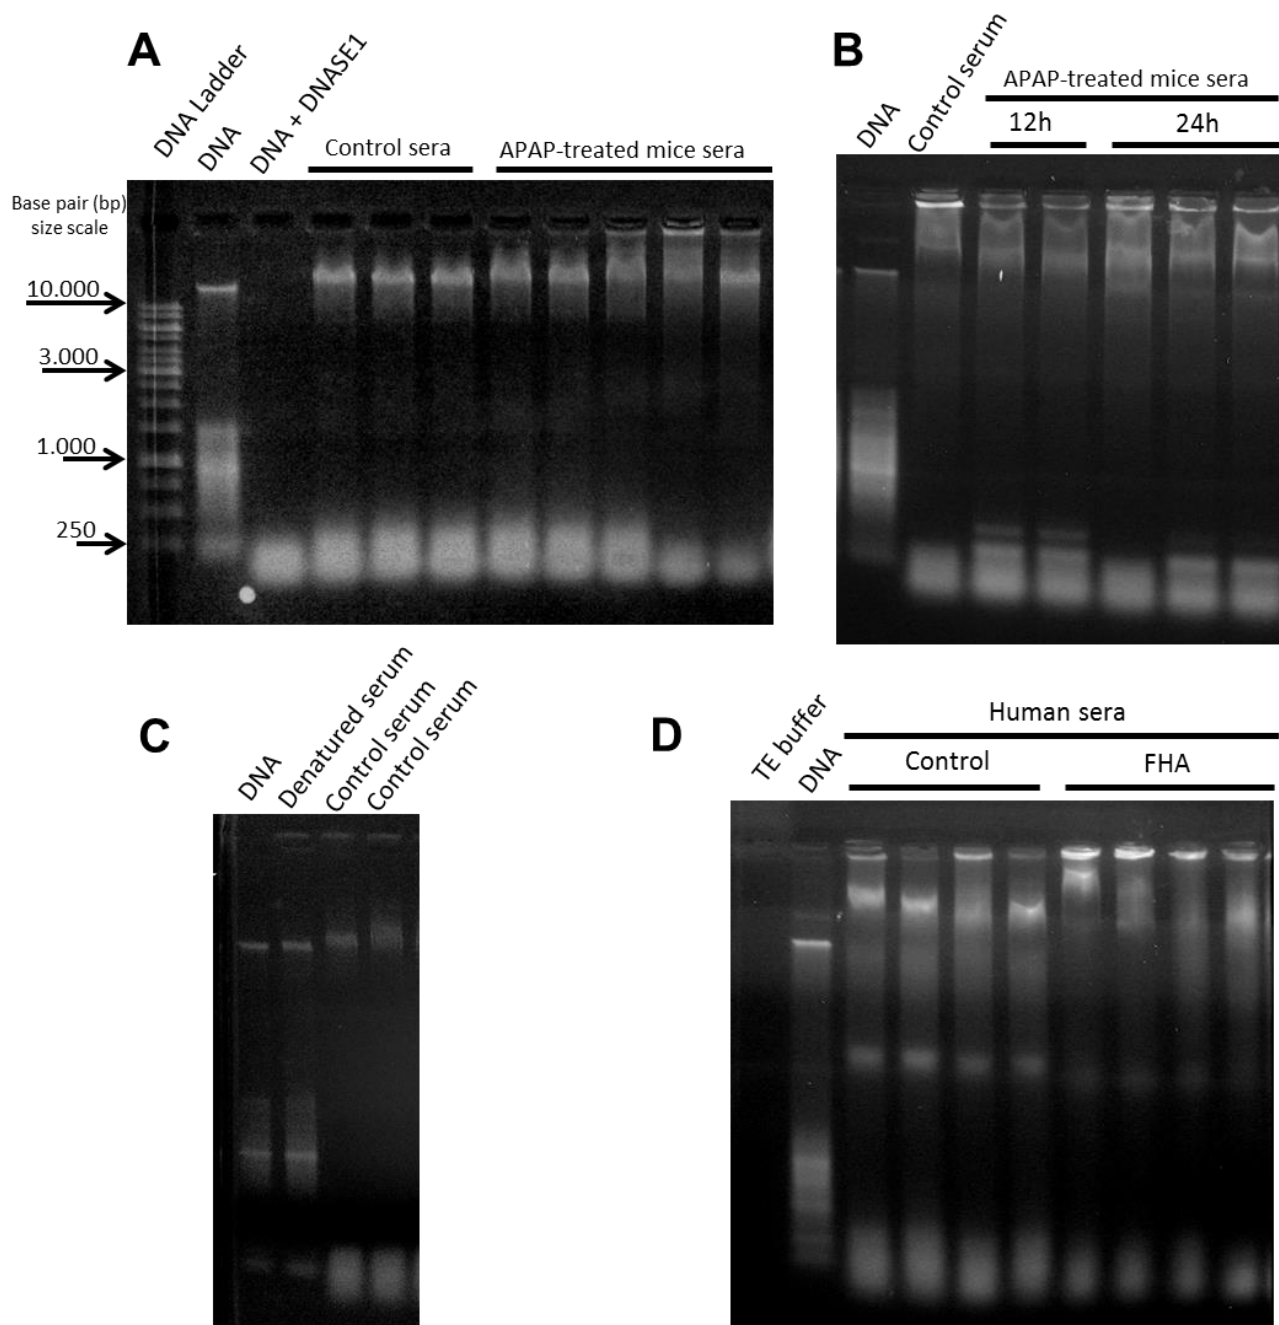 A
DNA Ladder
DNA
DNA + DNASE1
Control sera
APAP-treated mice sera
Base pair (bp)
size scale
10.000
3.000
1.000
250
B
DNA
Control serum
APAP-treated mice sera
12h
24h
C
DNA
Denatured serum
Control serum
Control serum
D
TE buffer
DNA
Human sera
Control
FHA